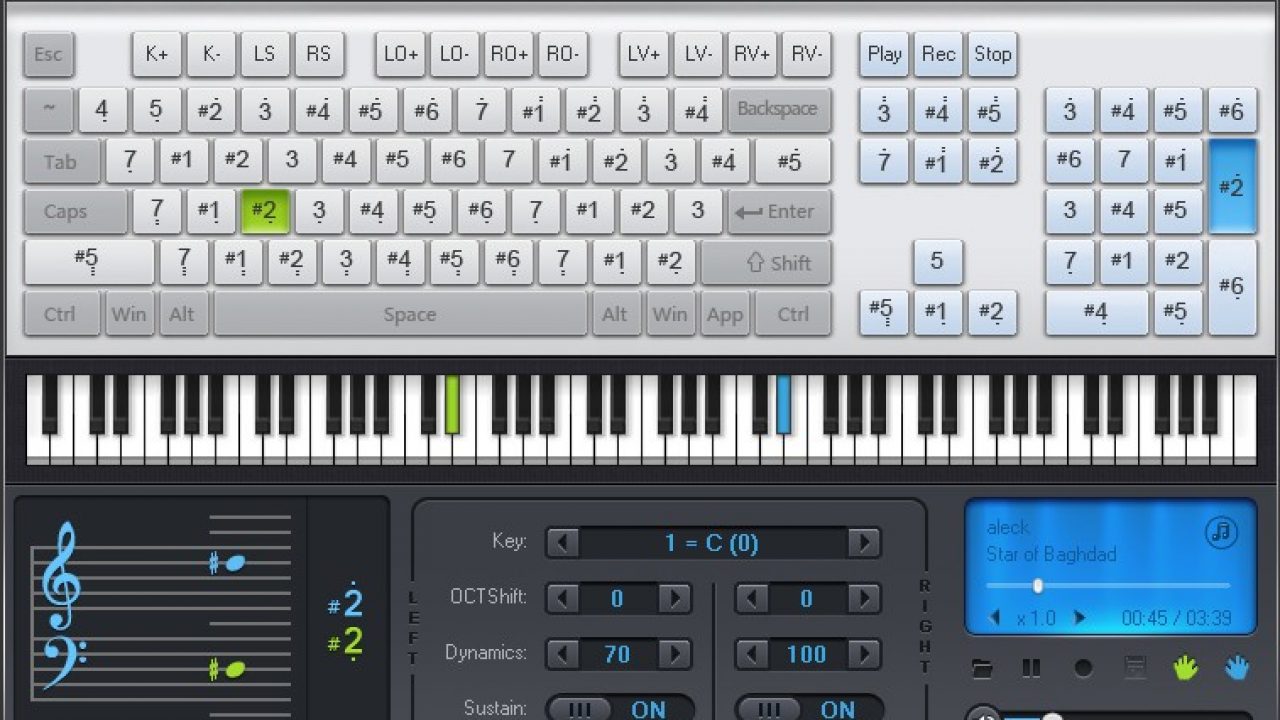 Esc K+ K- LS RS LO+ LO- RO+ RO- LV+ LV- RV+ RV- Play Rec Stop
~ 4 5 #2 3 #4 #5 #6 7 #1 #2 3 #4 Backspace 3 #4 #5 3 #4 #5 #6
Tab 7 #1 #2 3 #4 #5 #6 7 #1 #2 3 #4 #5 7 #1 #2 #6 7 #1 #2
Caps 7 #1 #2 3 #4 #5 #6 7 #1 #2 3 Enter 3 #4 #5
#5 7 #1 #2 3 #4 #5 #6 7 #1 #2 Shift 5 7 #1 #2 #6
Ctrl Win Alt Space Alt Win App Ctrl #5 #1 #2 #4 #5
#2
#2
LEFT
Key: 1 = C (0)
OCTShift: 0 0
Dynamics: 70 100
Sustain: ON ON
RIGHT
aleck
Star of Baghdad
x 1.0 00:45 / 03:39